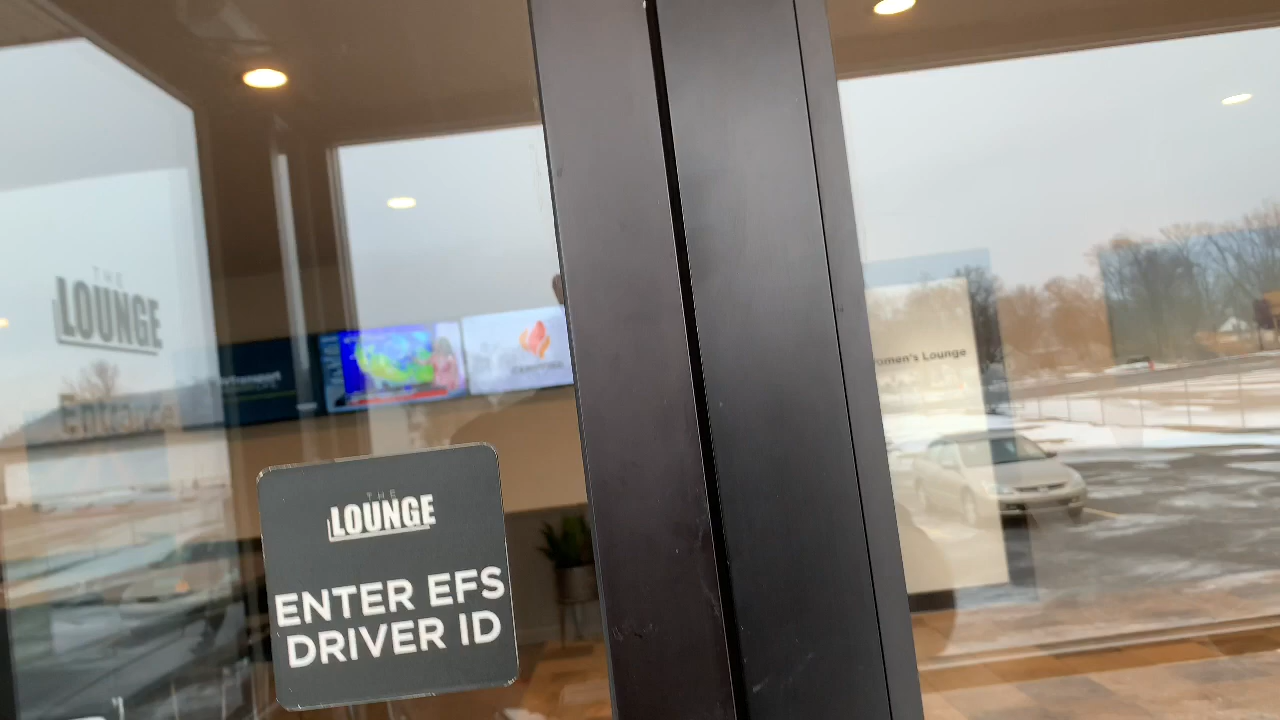 THE
LOUNGE
Entrance
Women's Lounge
THE
LOUNGE
ENTER EFS
DRIVER ID